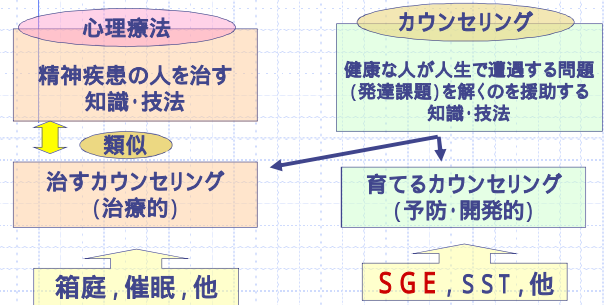 心理療法
精神疾患の人を治す
知識・技法
カウンセリング
健康な人が人生で遭遇する問題
(発達課題)を解くのを援助する
知識・技法
類似
治すカウンセリング
(治療的)
育てるカウンセリング
(予防・開発的)
箱庭,催眠,他
SGE,SST,他